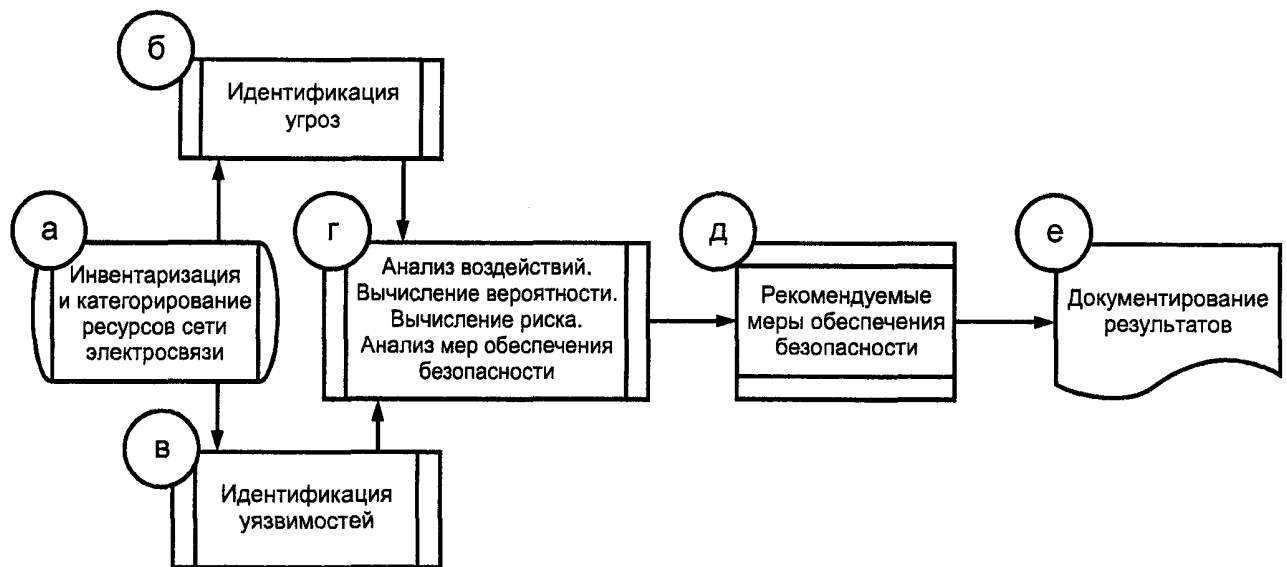 б
Идентификация
угроз
а
Инвентаризация
и категорирование
ресурсов сети
электросвязи
в
Идентификация
уязвимостей
г
Анализ воздействий.
Вычисление вероятности.
Вычисление риска.
Анализ мер обеспечения
безопасности
д
Рекомендуемые
меры обеспечения
безопасности
е
Документирование
результатов